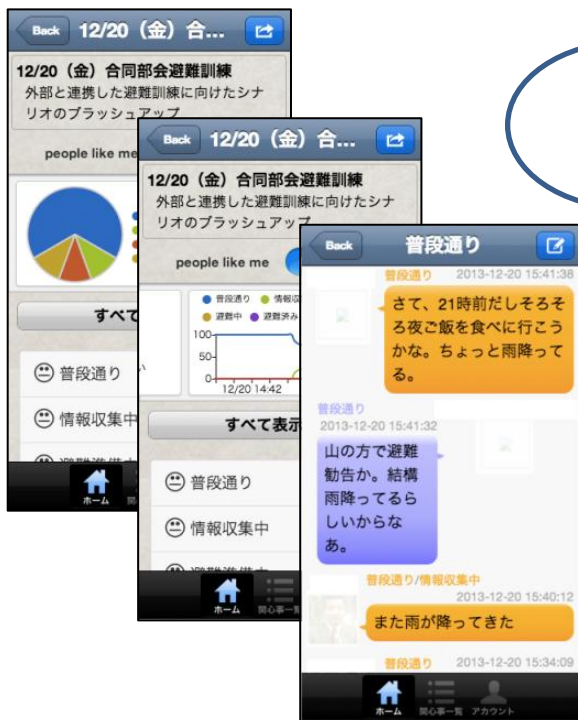 Back
12/20（金）合...
12/20（金）合同部会避難訓練
外部と連携した避難訓練に向けたシナ
リオのブラッシュアップ
people like me
すべて
普段通り
情報収集中
ホーム
Back
12/20（金）合...
12/20（金）合同部会避難訓練
外部と連携した避難訓練に向けたシナ
リオのブラッシュアップ
people like me
普段通り
避難中
避難済み
100
50
0
12/20 14:42
すべて表示
普段通り
情報収集中
ホーム
関心事一覧
Back
普段通り
普段通り
2013-12-20 15:41:38
さて、21時前だしそろそ
ろ夜ご飯を食べに行こう
かな。ちょっと雨降って
る。
普段通り
2013-12-20 15:41:32
山の方で避難
勧告か。結構
雨降ってるら
しいからな
あ。
普段通り/情報収集中
2013-12-20 15:40:12
また雨が降ってきた
普段通り
2013-12-20 15:34:09
ホーム
関心事一覧
アカウント